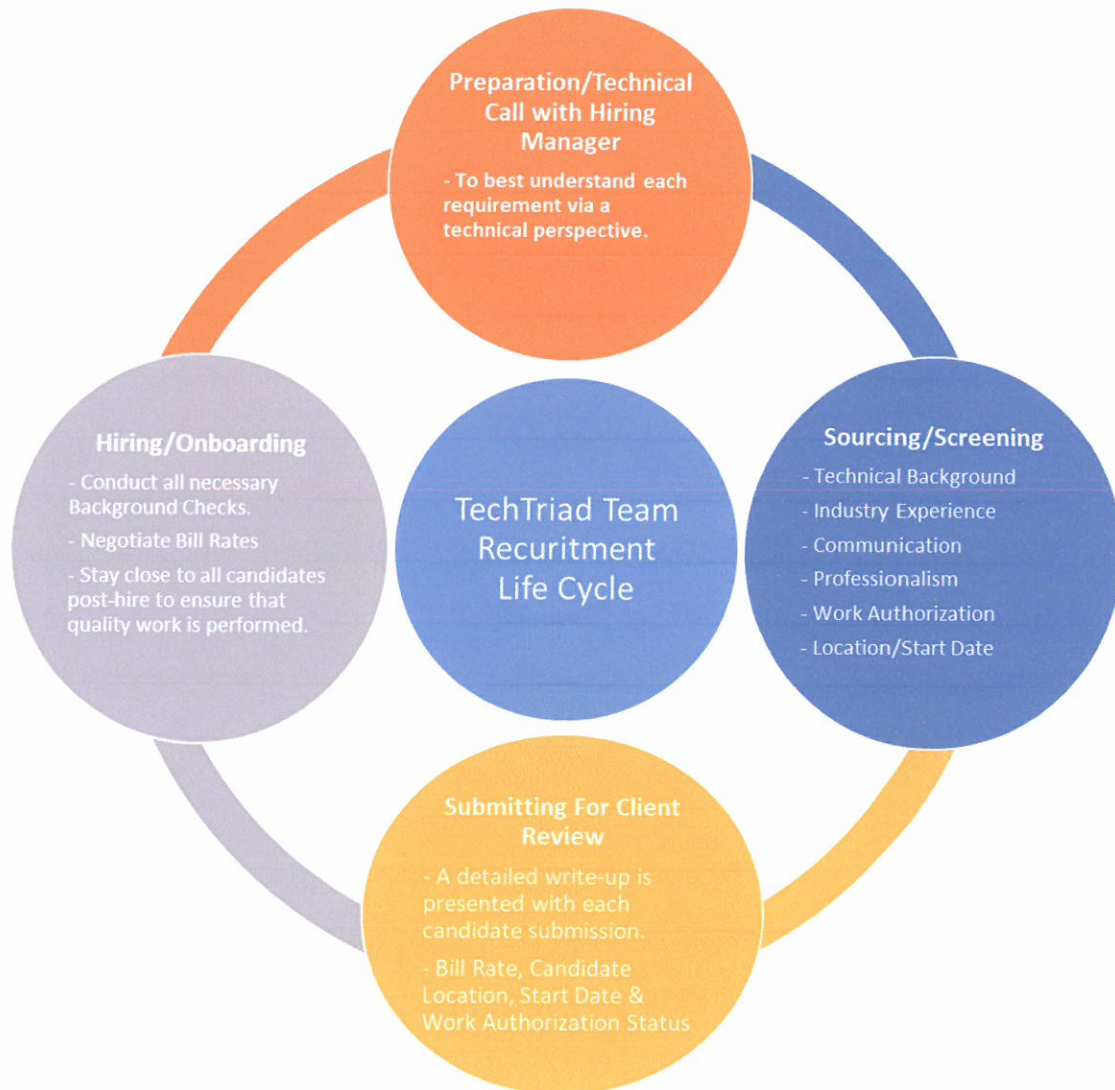 Preparation/Technical
Call with Hiring
Manager
- To best understand each
requirement via a
technical perspective.
Sourcing/Screening
- Technical Background
- Industry Experience
- Communication
- Professionalism
- Work Authorization
- Location/Start Date
Submitting For Client
Review
- A detailed write-up is
presented with each
candidate submission.
- Bill Rate, Candidate
Location, Start Date &
Work Authorization Status
Hiring/Onboarding
- Conduct all necessary
Background Checks.
- Negotiate Bill Rates
- Stay close to all candidates
post-hire to ensure that
quality work is performed.
TechTriad Team
Recuritment
Life Cycle